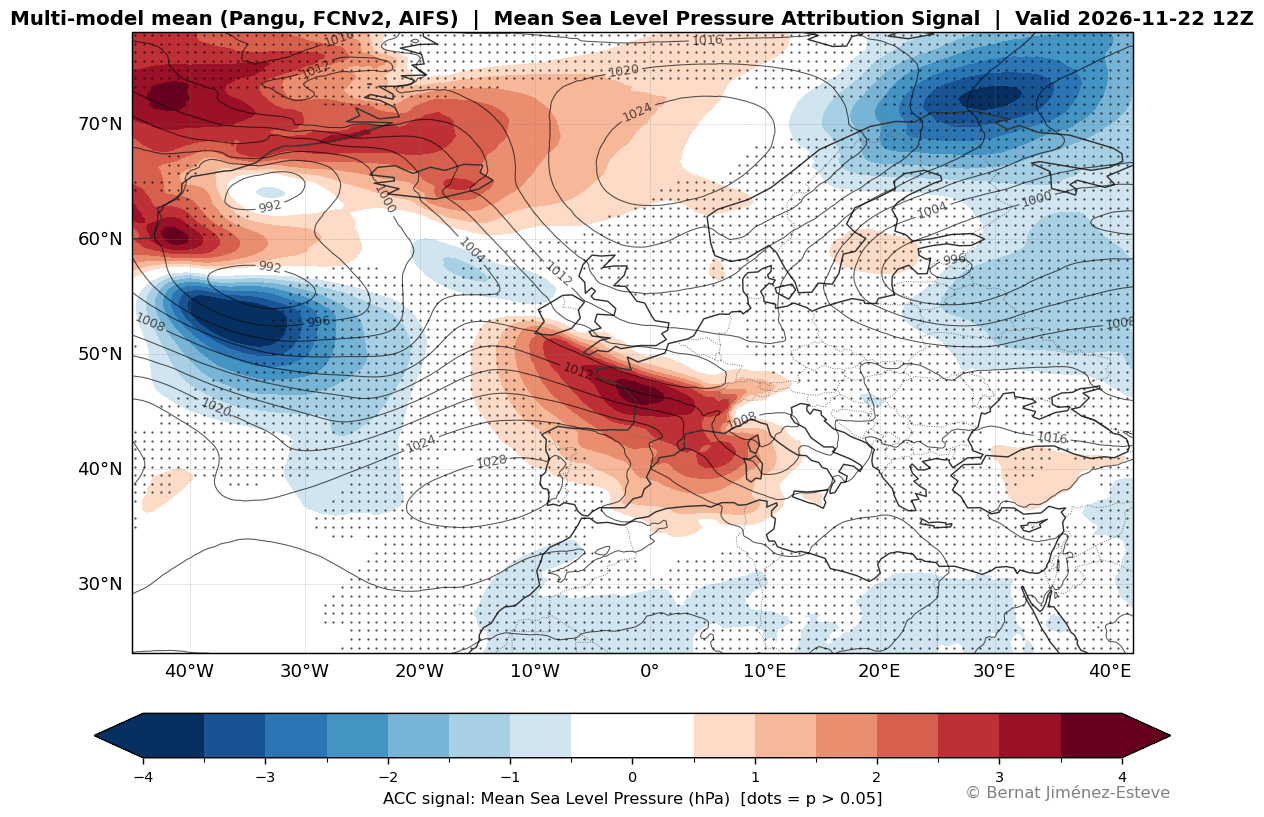 Multi-model mean (Pangu, FCNv2, AIFS)  |  Mean Sea Level Pressure Attribution Signal  |  Valid 2026-11-22 12Z
1016
1016
1012
1020
1024
70°N
992
1000
1004
1000
60°N
1004
992
1012
996
1008
996
1008
50°N
1012
1020
1008
1024
1016
1028
40°N
30°N
40°W 30°W 20°W 10°W 0° 10°E 20°E 30°E 40°E
−4 −3 −2 −1 0 1 2 3 4
ACC signal: Mean Sea Level Pressure (hPa)  [dots = p > 0.05]
© Bernat Jiménez-Esteve